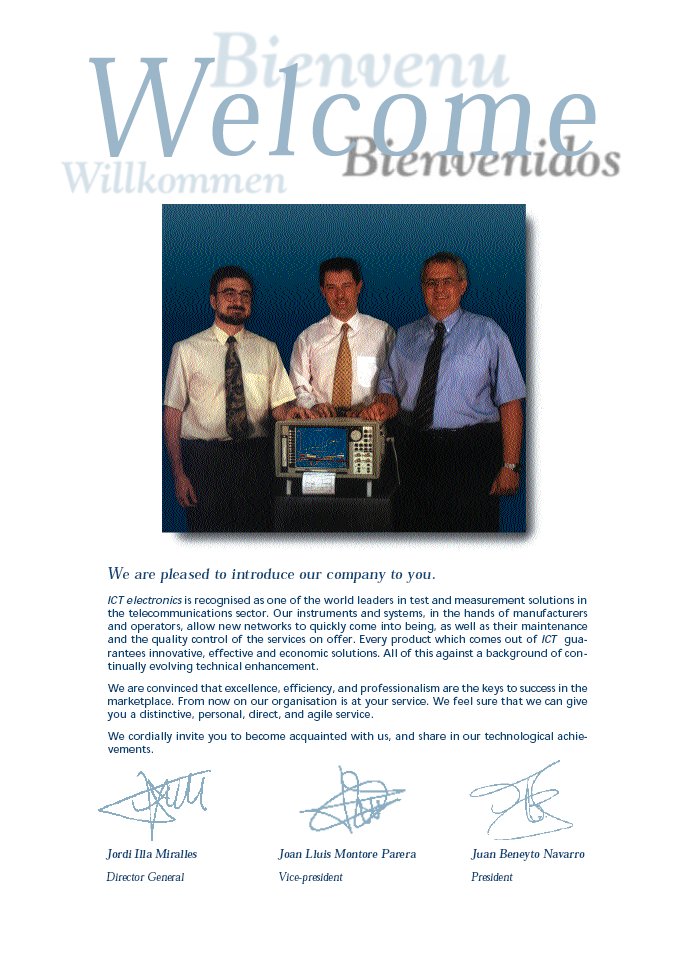 Bienvenu
Welcome
Bienvenidos
Willkommen
We are pleased to introduce our company to you.
ICT electronics is recognised as one of the world leaders in test and measurement solutions in
the telecommunications sector. Our instruments and systems, in the hands of manufacturers
and operators, allow new networks to quickly come into being, as well as their maintenance
and the quality control of the services on offer. Every product which comes out of ICT gua-
rantees innovative, effective and economic solutions. All of this against a background of con-
tinually evolving technical enhancement.
We are convinced that excellence, efficiency, and professionalism are the keys to success in the
marketplace. From now on our organisation is at your service. We feel sure that we can give
you a distinctive, personal, direct, and agile service.
We cordially invite you to become acquainted with us, and share in our technological achie-
vements.
Jordi Illa Miralles
Joan Lluis Montore Parera
Juan Beneyto Navarro
Director General
Vice-president
President